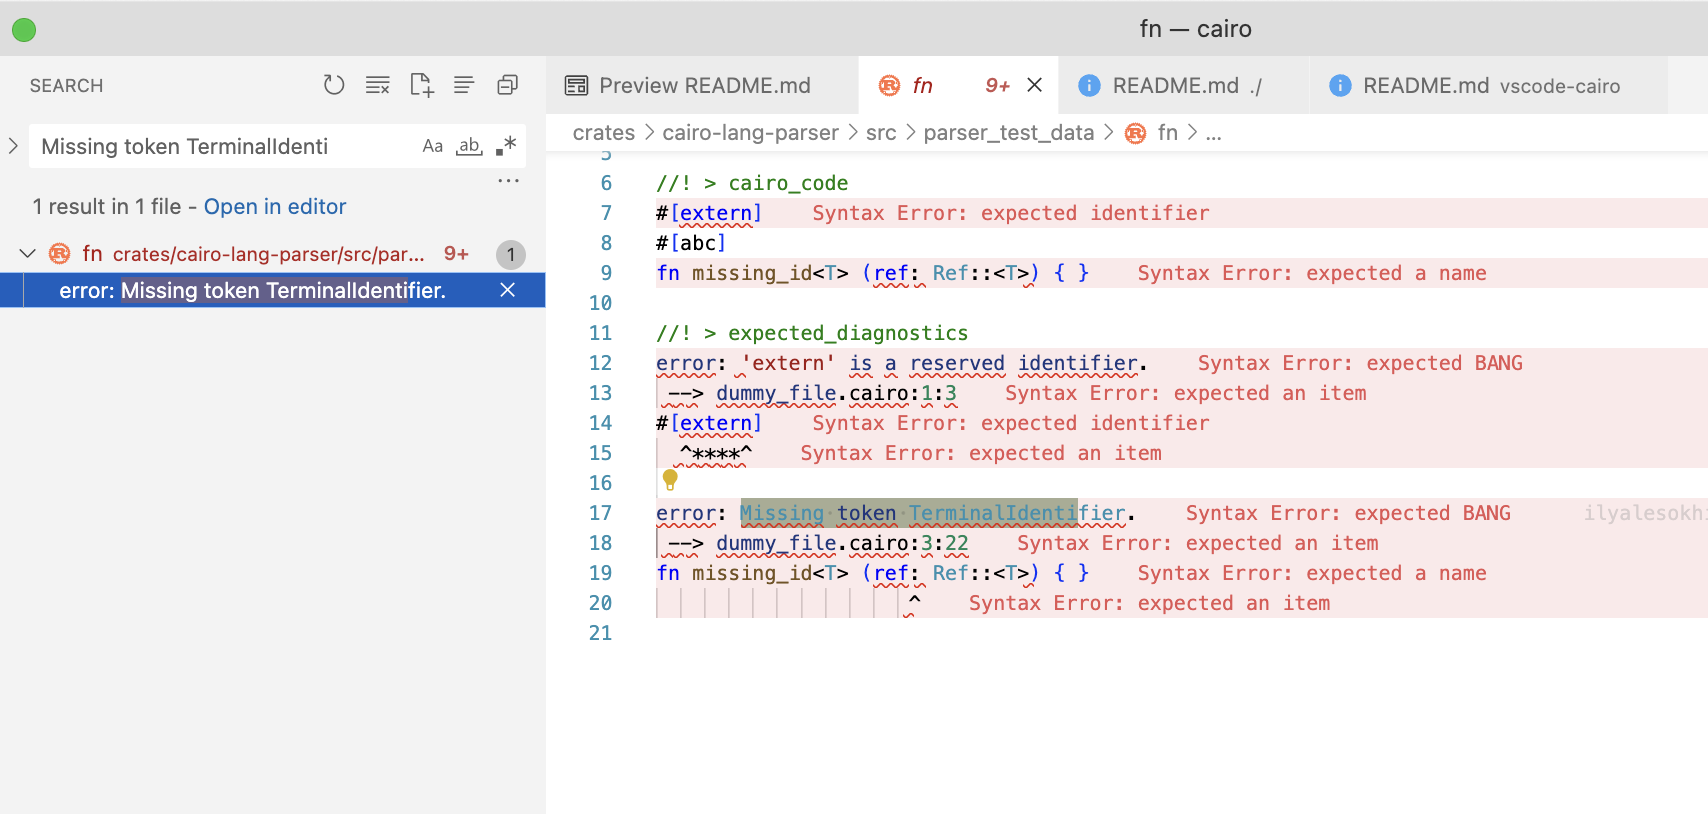 fn — cairo
SEARCH
Missing token TerminalIdenti
Aa ab .*
...
1 result in 1 file - Open in editor
fn crates/cairo-lang-parser/src/par... 9+ 1
error: Missing token TerminalIdentifier.
Preview README.md
fn 9+
README.md ./
README.md vscode-cairo
crates > cairo-lang-parser > src > parser_test_data > fn > ...
5
6 //! > cairo_code
7 #[extern] Syntax Error: expected identifier
8 #[abc]
9 fn missing_id<T> (ref: Ref::<T>) { } Syntax Error: expected a name
10
11 //! > expected_diagnostics
12 error: 'extern' is a reserved identifier. Syntax Error: expected BANG
13 --> dummy_file.cairo:1:3 Syntax Error: expected an item
14 #[extern] Syntax Error: expected identifier
15 ^****^ Syntax Error: expected an item
16
17 error: Missing token TerminalIdentifier. Syntax Error: expected BANG
18 --> dummy_file.cairo:3:22 Syntax Error: expected an item
19 fn missing_id<T> (ref: Ref::<T>) { } Syntax Error: expected a name
20 ^ Syntax Error: expected an item
21